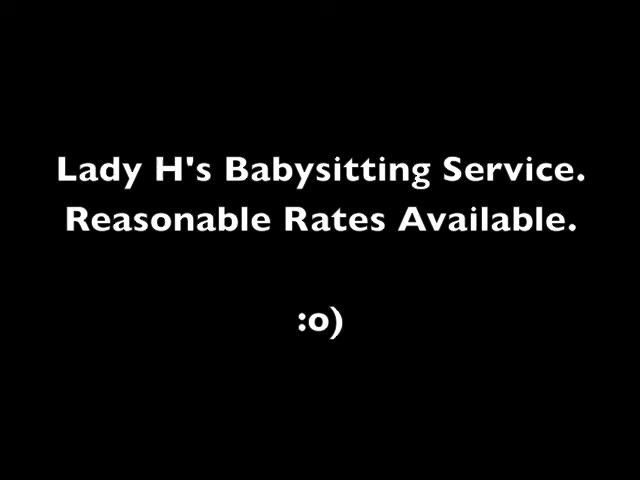 Lady H's Babysitting Service.
Reasonable Rates Available.
:o)